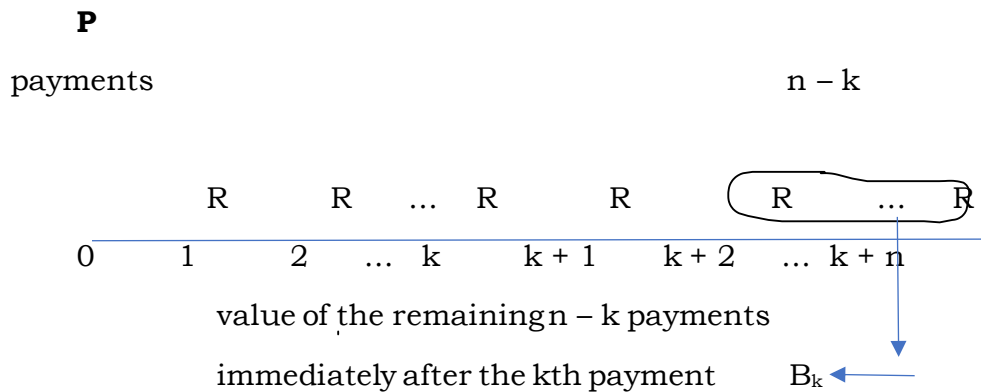 P
payments n – k
R R … R R R … R
0 1 2 … k k + 1 k + 2 … k + n
value of the remaining n – k payments
immediately after the kth payment Bₖ